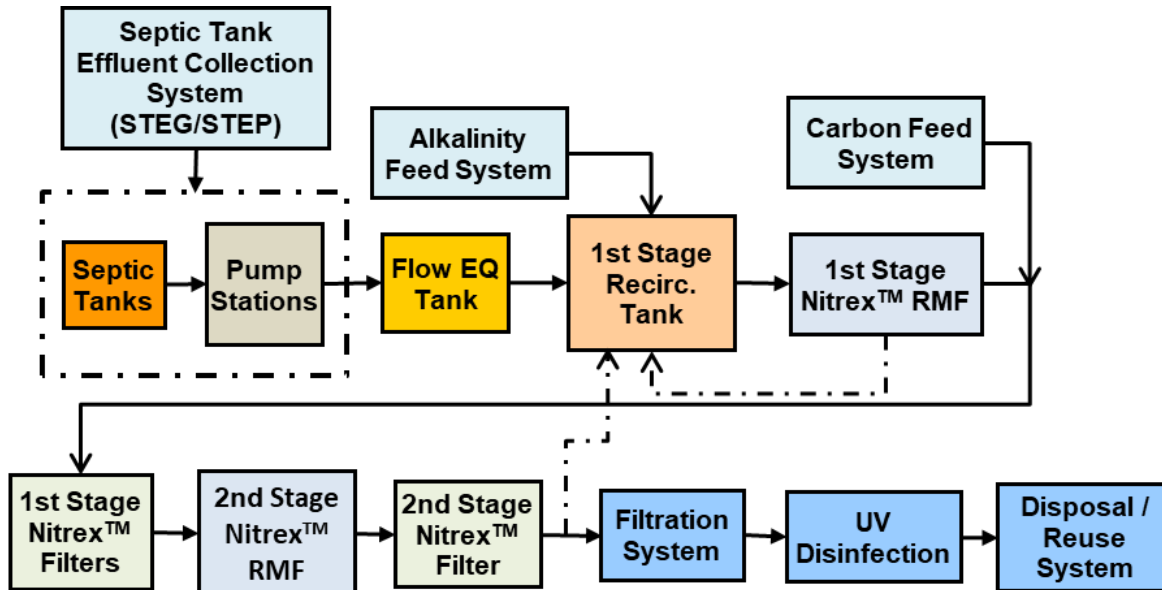 Septic Tank
Effluent Collection
System
(STEG/STEP)
Alkalinity
Feed System
Carbon Feed
System
Septic
Tanks
Pump
Stations
Flow EQ
Tank
1st Stage
Recirc.
Tank
1st Stage
Nitrex™ RMF
1st Stage
Nitrex™
Filters
2nd Stage
Nitrex™
RMF
2nd Stage
Nitrex™
Filter
Filtration
System
UV
Disinfection
Disposal /
Reuse
System